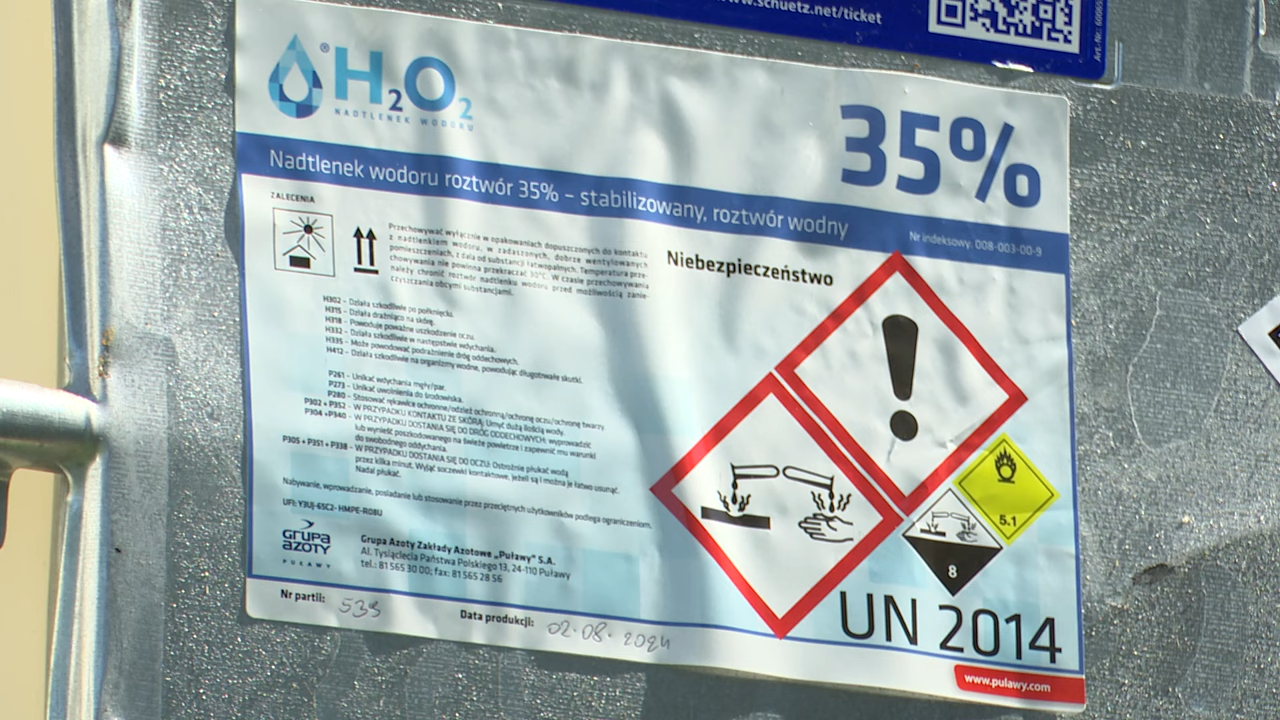 www.schuetz.net/ticket
® H2O2
NADTLENEK WODORU
35%
Nadtlenek wodoru roztwór 35% – stabilizowany, roztwór wodny
Nr indeksowy: 008-003-00-9
ZALECENIA
Przechowywać wyłącznie w opakowaniach dopuszczonych do kontaktu
z nadtlenkiem wodoru, w zadaszonych, dobrze wentylowanych
pomieszczeniach, z dala od substancji łatwopalnych. Temperatura prze-
chowywania nie powinna przekraczać 30°C. W czasie przechowywania
należy chronić roztwór nadtlenku wodoru przed możliwością zanie-
czyszczania obcymi substancjami.
Niebezpieczeństwo
H302 – Działa szkodliwie po połknięciu.
H315 – Działa drażniąco na skórę.
H318 – Powoduje poważne uszkodzenie oczu.
H332 – Działa szkodliwie w następstwie wdychania.
H335 – Może powodować podrażnienie dróg oddechowych.
H412 – Działa szkodliwie na organizmy wodne, powodując długotrwałe skutki.
P261 – Unikać wdychania mgły/par.
P273 – Unikać uwolnienia do środowiska.
P280 – Stosować rękawice ochronne/odzież ochronną/ochronę oczu/ochronę twarzy
P302 + P352 – W PRZYPADKU KONTAKTU ZE SKÓRĄ: Umyć dużą ilością wody.
P304 +P340 – W PRZYPADKU DOSTANIA SIĘ DO DRÓG ODDECHOWYCH: wyprowadzić
lub wynieść poszkodowanego na świeże powietrze i zapewnić mu warunki
do swobodnego oddychania.
P305 + P351 + P338 – W PRZYPADKU DOSTANIA SIĘ DO OCZU: Ostrożnie płukać wodą
przez kilka minut. Wyjąć soczewki kontaktowe, jeżeli są i można je łatwo usunąć.
Nadal płukać.
Nabywanie, wprowadzanie, posiadanie lub stosowanie przez przeciętnych użytkowników podlega ograniczeniom.
UFI: Y3UJ-65C2- HMPE-R08U
5.1
8
GRUPA
AZOTY
PUŁAWY
Grupa Azoty Zakłady Azotowe „Puławy” S.A.
Al. Tysiąclecia Państwa Polskiego 13, 24-110 Puławy
tel.: 81 565 30 00; fax: 81 565 28 56
UN 2014
Nr partii: 539
Data produkcji: 02.08.2024
www.pulawy.com